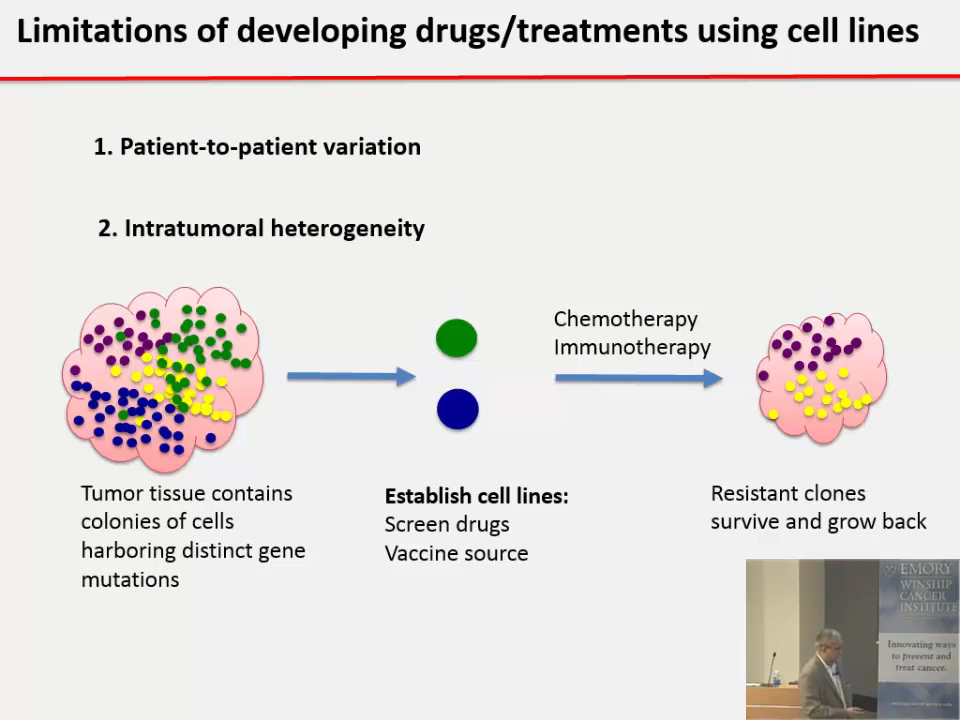 Limitations of developing drugs/treatments using cell lines
1. Patient-to-patient variation
2. Intratumoral heterogeneity
Chemotherapy
Immunotherapy
Tumor tissue contains
colonies of cells
harboring distinct gene
mutations
Establish cell lines:
Screen drugs
Vaccine source
Resistant clones
survive and grow back
EMORY
WINSHIP
CANCER
INSTITUTE
Innovating ways
to prevent and
treat cancer.